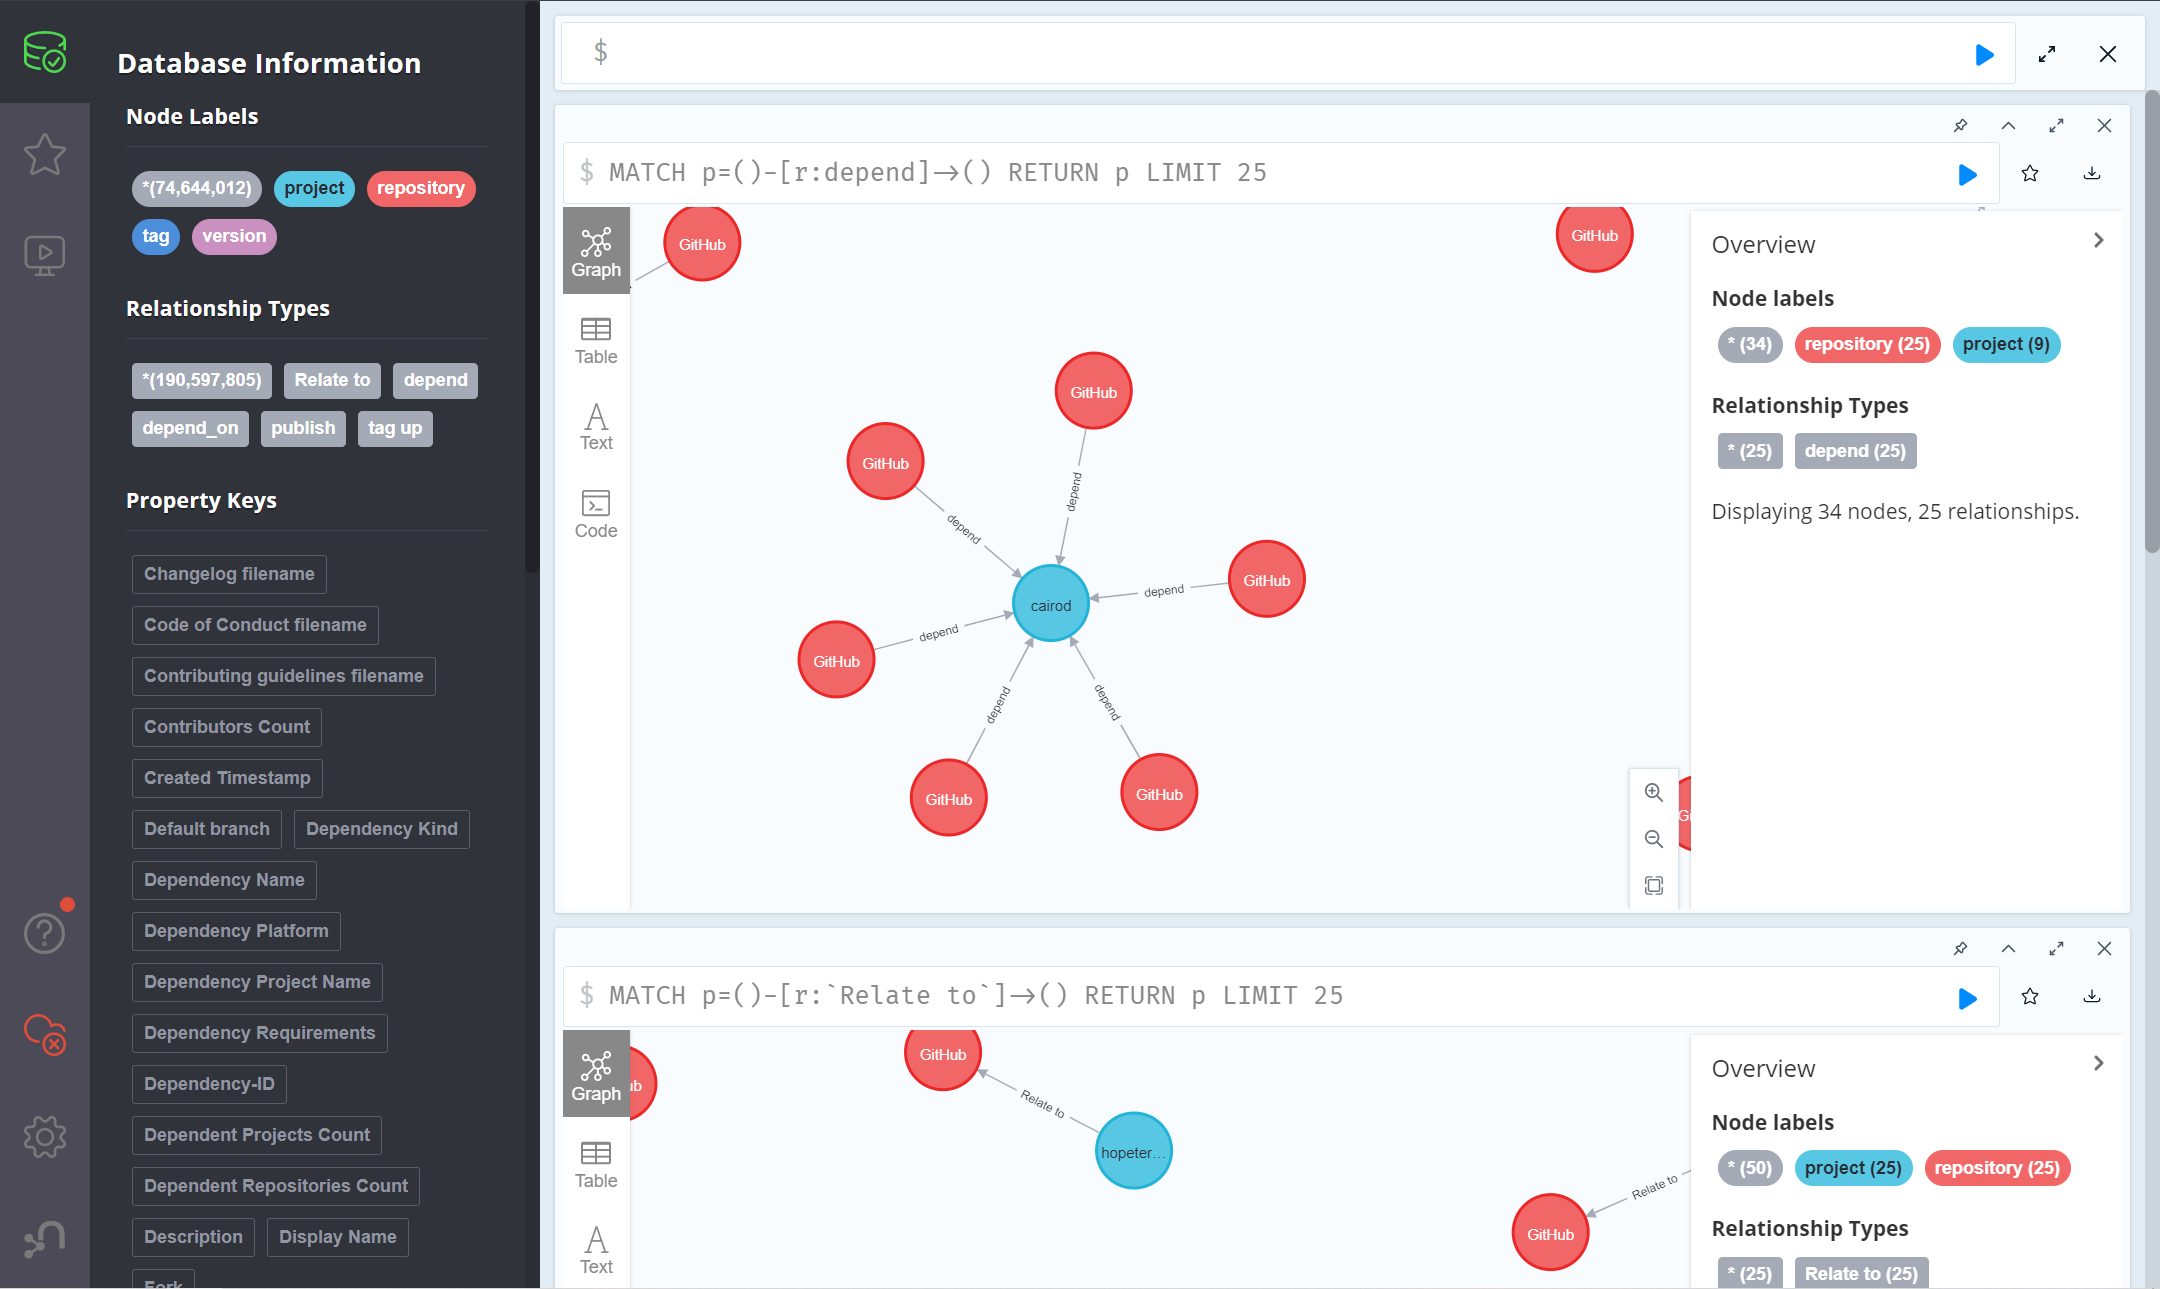 Database Information
Node Labels
*(74,644,012) project repository
tag version
Relationship Types
*(190,597,805) Relate to depend
depend_on publish tag up
Property Keys
Changelog filename
Code of Conduct filename
Contributing guidelines filename
Contributors Count
Created Timestamp
Default branch Dependency Kind
Dependency Name
Dependency Platform
Dependency Project Name
Dependency Requirements
Dependency-ID
Dependent Projects Count
Dependent Repositories Count
Description Display Name
Fork
$
$ MATCH p=()-[r:depend]->() RETURN p LIMIT 25
Graph
Table
Text
Code
GitHub
GitHub
GitHub
GitHub
depend
depend
GitHub
depend
cairod
depend
GitHub
depend
depend
GitHub
GitHub
Gi
Overview
Node labels
* (34) repository (25) project (9)
Relationship Types
* (25) depend (25)
Displaying 34 nodes, 25 relationships.
$ MATCH p=()-[r:`Relate to`]->() RETURN p LIMIT 25
Graph
Table
Text
ub
GitHub
Relate to
hopeter...
Relate to
GitHub
Overview
Node labels
* (50) project (25) repository (25)
Relationship Types
* (25) Relate to (25)